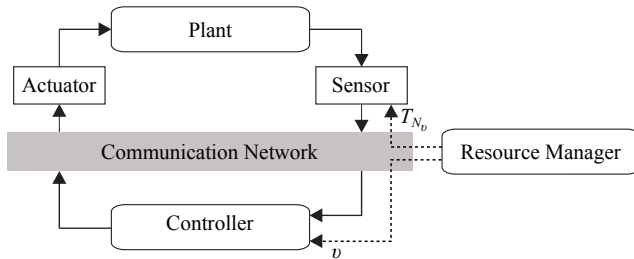 Plant
Actuator
Sensor
T_{N_υ}
Communication Network
Resource Manager
Controller
υ